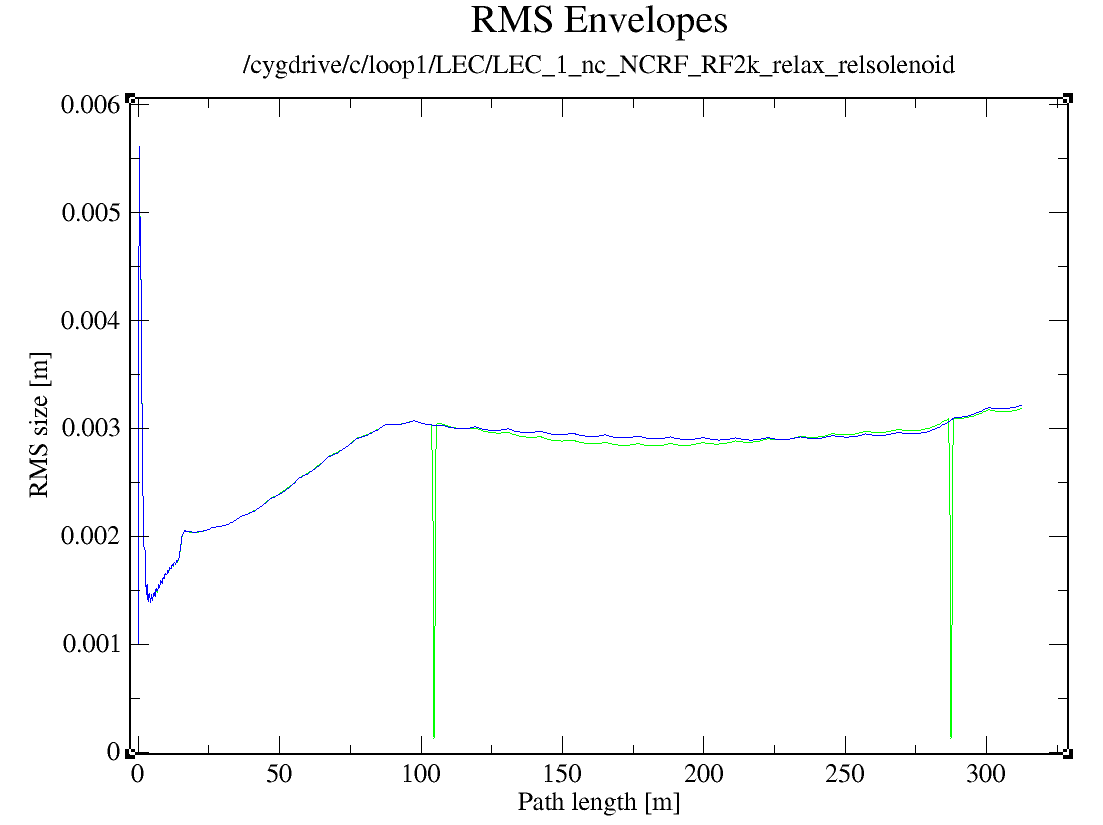 RMS Envelopes
/cygdrive/c/loop1/LEC/LEC_1_nc_NCRF_RF2k_relax_relsolenoid
0.006
0.005
0.004
0.003
0.002
0.001
0
RMS size [m]
0 50 100 150 200 250 300
Path length [m]